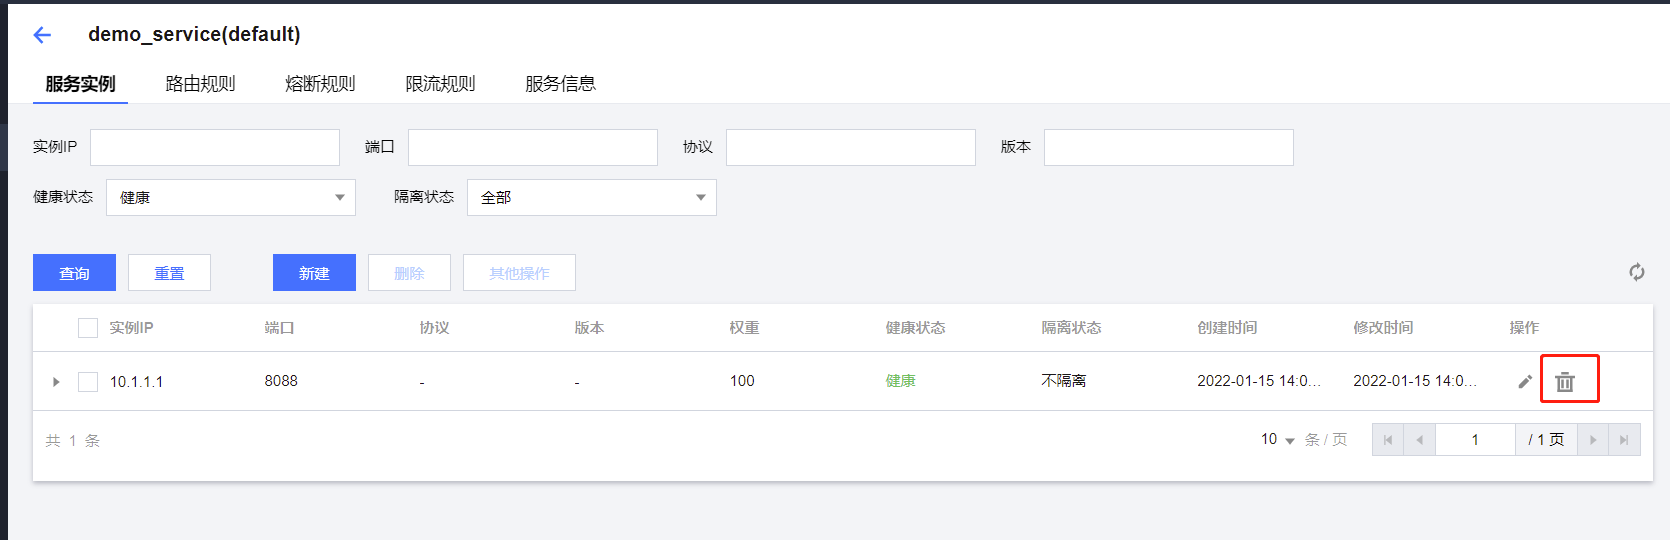 demo_service(default)
服务实例 路由规则 熔断规则 限流规则 服务信息
实例IP 端口 协议 版本
健康状态 健康 隔离状态 全部
查询 重置 新建 删除 其他操作
实例IP 端口 协议 版本 权重 健康状态 隔离状态 创建时间 修改时间 操作
10.1.1.1 8088 - - 100 健康 不隔离 2022-01-15 14:0... 2022-01-15 14:0...
共 1 条 10 条 / 页 1 / 1 页